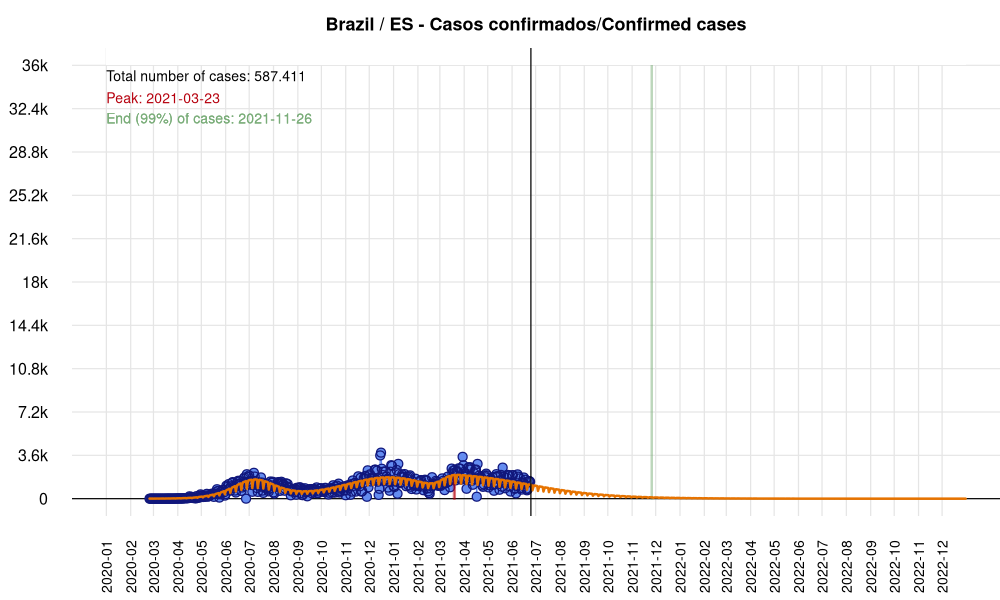 Brazil / ES - Casos confirmados/Confirmed cases
36k
32.4k
28.8k
25.2k
21.6k
18k
14.4k
10.8k
7.2k
3.6k
0
Total number of cases: 587.411
Peak: 2021-03-23
End (99%) of cases: 2021-11-26
2020-01
2020-02
2020-03
2020-04
2020-05
2020-06
2020-07
2020-08
2020-09
2020-10
2020-11
2020-12
2021-01
2021-02
2021-03
2021-04
2021-05
2021-06
2021-07
2021-08
2021-09
2021-10
2021-11
2021-12
2022-01
2022-02
2022-03
2022-04
2022-05
2022-06
2022-07
2022-08
2022-09
2022-10
2022-11
2022-12